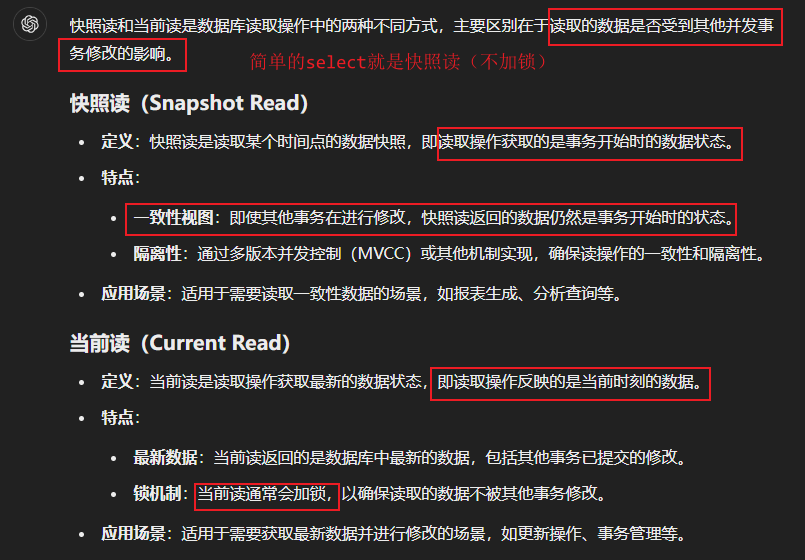 快照读和当前读是数据库读取操作中的两种不同方式，主要区别在于读取的数据是否受到其他并发事
务修改的影响。
简单的select就是快照读（不加锁）
快照读（Snapshot Read）
• 定义：快照读是读取某个时间点的数据快照，即读取操作获取的是事务开始时的数据状态。
• 特点：
• 一致性视图：即使其他事务在进行修改，快照读返回的数据仍然是事务开始时的状态。
• 隔离性：通过多版本并发控制（MVCC）或其他机制实现，确保读操作的一致性和隔离性。
• 应用场景：适用于需要读取一致性数据的场景，如报表生成、分析查询等。
当前读（Current Read）
• 定义：当前读是读取操作获取最新的数据状态，即读取操作反映的是当前时刻的数据。
• 特点：
• 最新数据：当前读返回的是数据库中最新的数据，包括其他事务已提交的修改。
• 锁机制：当前读通常会加锁，以确保读取的数据不被其他事务修改。
• 应用场景：适用于需要获取最新数据并进行修改的场景，如更新操作、事务管理等。